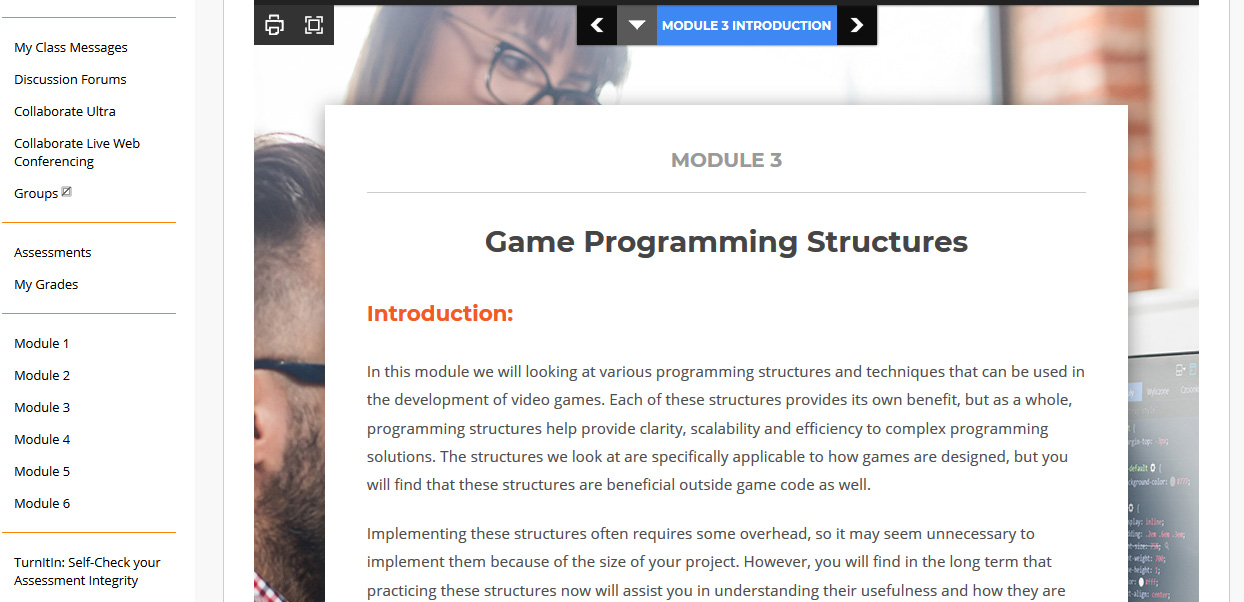 My Class Messages
Discussion Forums
Collaborate Ultra
Collaborate Live Web
Conferencing
Groups
Assessments
My Grades
Module 1
Module 2
Module 3
Module 4
Module 5
Module 6
TurnItIn: Self-Check your
Assessment Integrity
MODULE 3 INTRODUCTION
MODULE 3
Game Programming Structures
Introduction:
In this module we will looking at various programming structures and techniques that can be used in
the development of video games. Each of these structures provides its own benefit, but as a whole,
programming structures help provide clarity, scalability and efficiency to complex programming
solutions. The structures we look at are specifically applicable to how games are designed, but you
will find that these structures are beneficial outside game code as well.
Implementing these structures often requires some overhead, so it may seem unnecessary to
implement them because of the size of your project. However, you will find in the long term that
practicing these structures now will assist you in understanding their usefulness and how they are